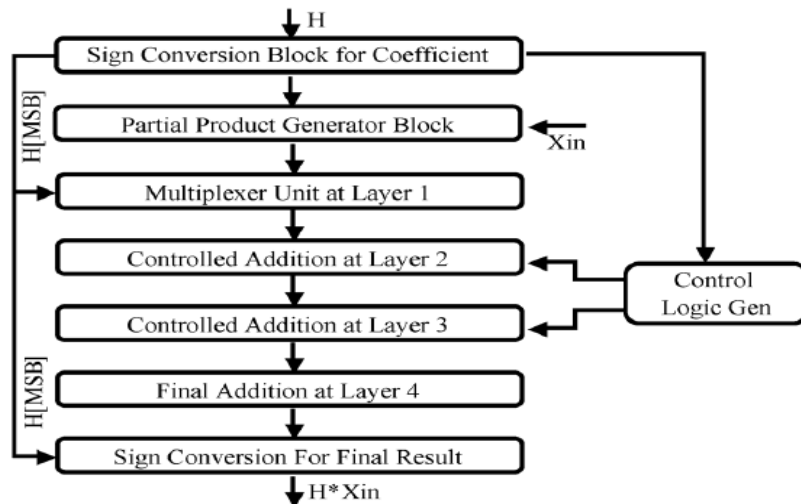 H
Sign Conversion Block for Coefficient
H[MSB]
Partial Product Generator Block
Xin
Multiplexer Unit at Layer 1
Controlled Addition at Layer 2
Control
Logic Gen
Controlled Addition at Layer 3
H[MSB]
Final Addition at Layer 4
Sign Conversion For Final Result
H*Xin